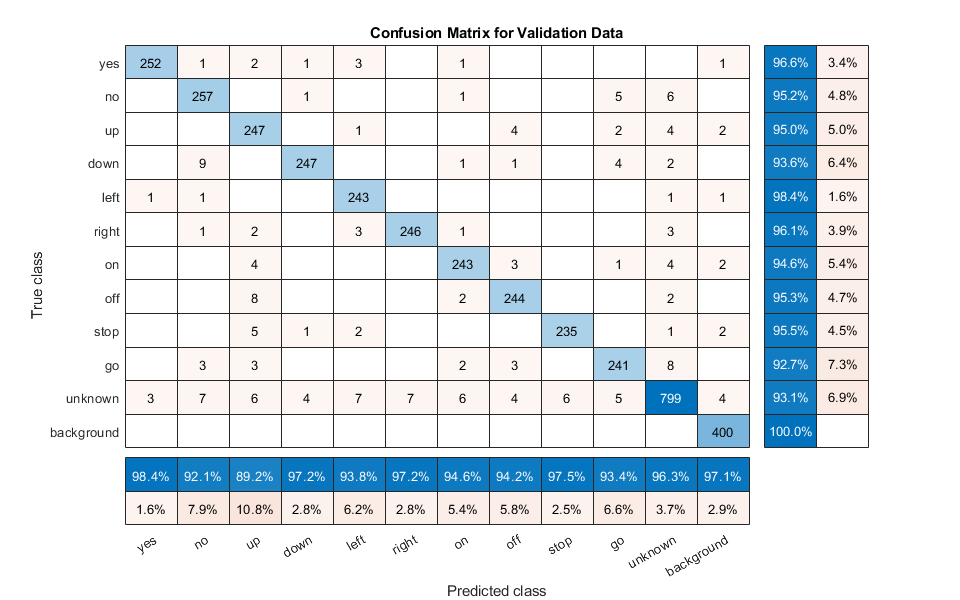 Confusion Matrix for Validation Data
yes 252 1 2 1 3 1 1 96.6% 3.4%
no 257 1 1 5 6 95.2% 4.8%
up 247 1 4 2 4 2 95.0% 5.0%
down 9 247 1 1 4 2 93.6% 6.4%
left 1 1 243 1 1 98.4% 1.6%
right 1 2 3 246 1 3 96.1% 3.9%
on 4 243 3 1 4 2 94.6% 5.4%
off 8 2 244 2 95.3% 4.7%
stop 5 1 2 235 1 2 95.5% 4.5%
go 3 3 2 3 241 8 92.7% 7.3%
unknown 3 7 6 4 7 7 6 4 6 5 799 4 93.1% 6.9%
background 400 100.0%
True class
98.4% 92.1% 89.2% 97.2% 93.8% 97.2% 94.6% 94.2% 97.5% 93.4% 96.3% 97.1%
1.6% 7.9% 10.8% 2.8% 6.2% 2.8% 5.4% 5.8% 2.5% 6.6% 3.7% 2.9%
yes no up down left right on off stop go unknown background
Predicted class